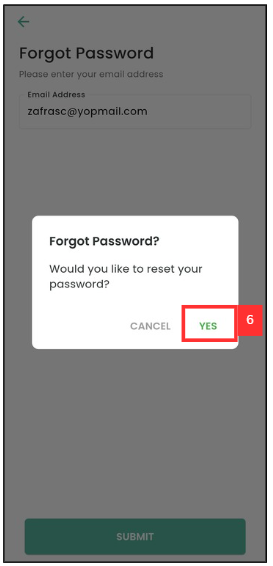 Forgot Password
Please enter your email address
Email Address
zafrasc@yopmail.com
Forgot Password?
Would you like to reset your
password?
CANCEL YES 6
SUBMIT